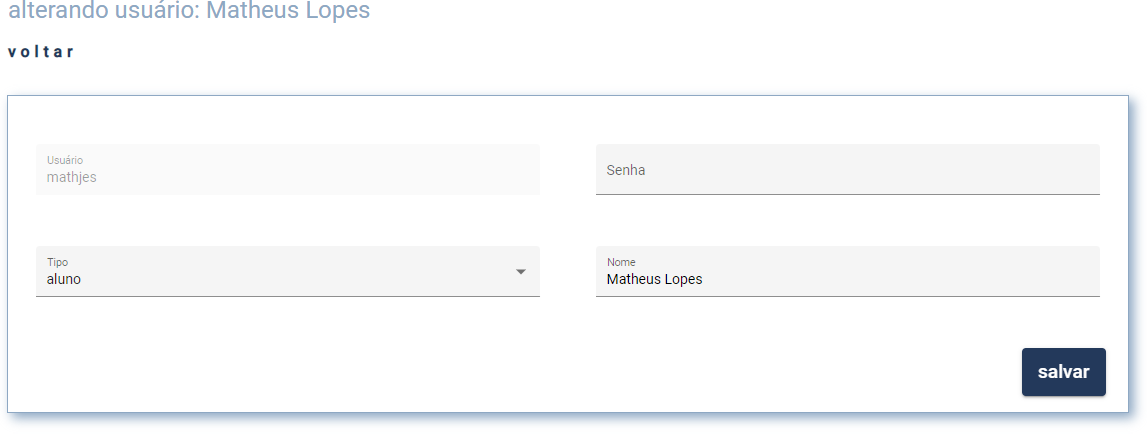 alterando usuário: Matheus Lopes
voltar
Usuário
mathjes
Senha
Tipo
aluno
Nome
Matheus Lopes
salvar